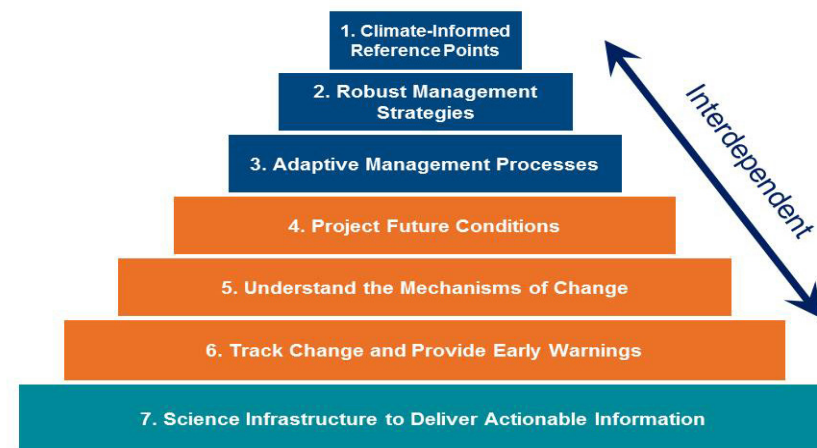 1. Climate-Informed
Reference Points
2. Robust Management
Strategies
3. Adaptive Management Processes
4. Project Future Conditions
5. Understand the Mechanisms of Change
6. Track Change and Provide Early Warnings
7. Science Infrastructure to Deliver Actionable Information
Interdependent